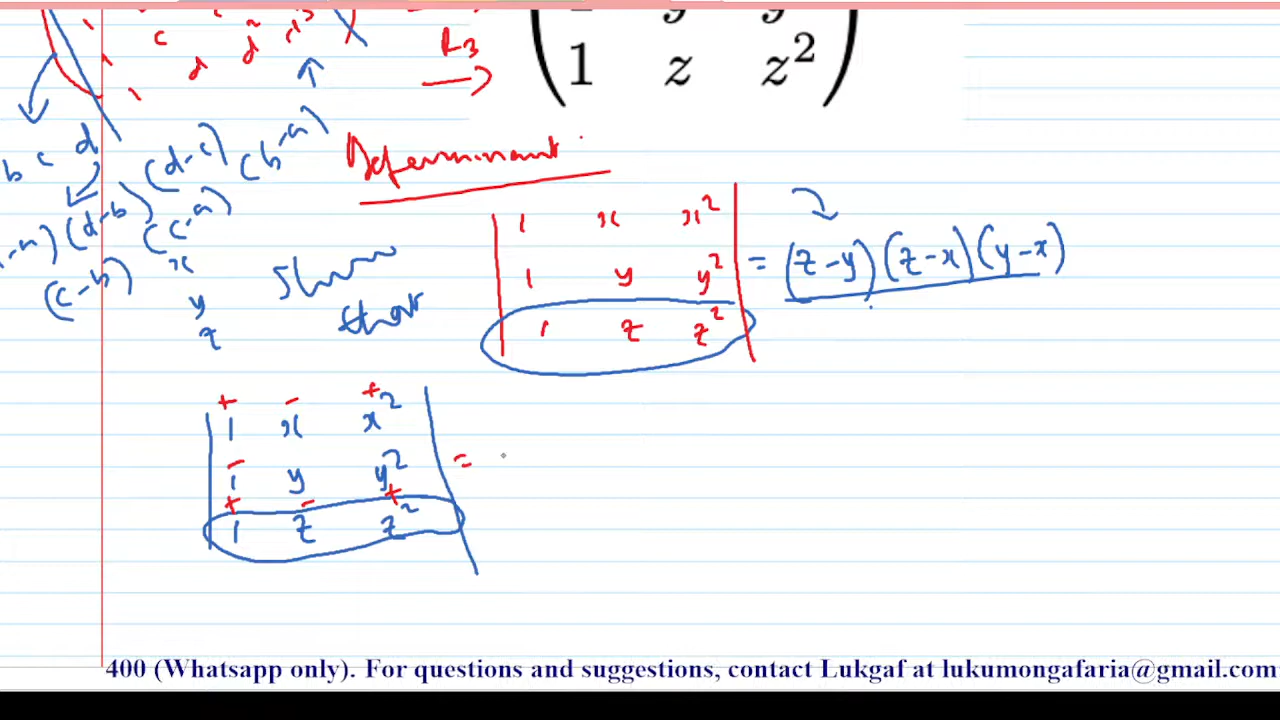 1 z z²
R3
b c d
(d-c) (b-a)
Determinant
-a) (d-b) (c-a)
(c-b)
x
y
z
Show
that
1 x x²
1 y y² = (z-y)(z-x)(y-x)
1 z z²
+ - +
1 x x²
-
1 y y² =
+ - +
1 z z²
400 (Whatsapp only). For questions and suggestions, contact Lukgaf at lukumongafaria@gmail.com